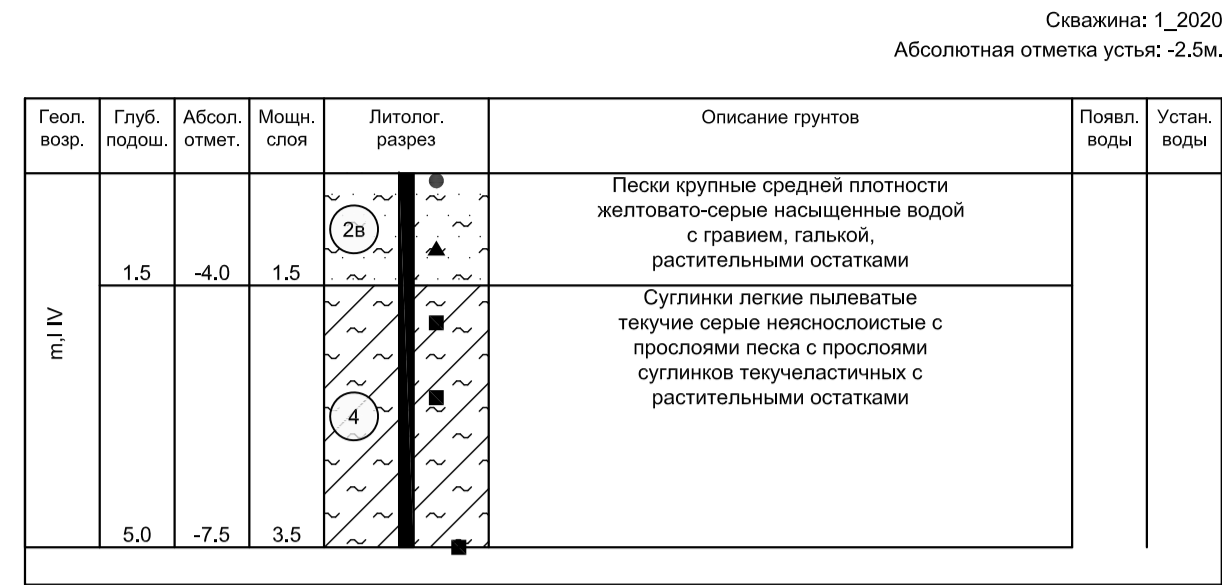 Скважина: 1_2020
Абсолютная отметка устья: -2.5м.
Геол. возр.
Глуб. подош.
Абсол. отмет.
Мощн. слоя
Литолог. разрез
Описание грунтов
Появл. воды
Устан. воды
m,l IV
1.5
-4.0
1.5
2в
Пески крупные средней плотности
желтовато-серые насыщенные водой
с гравием, галькой,
растительными остатками
5.0
-7.5
3.5
4
Суглинки легкие пылеватые
текучие серые неяснослоистые с
прослоями песка с прослоями
суглинков текучеластичных с
растительными остатками